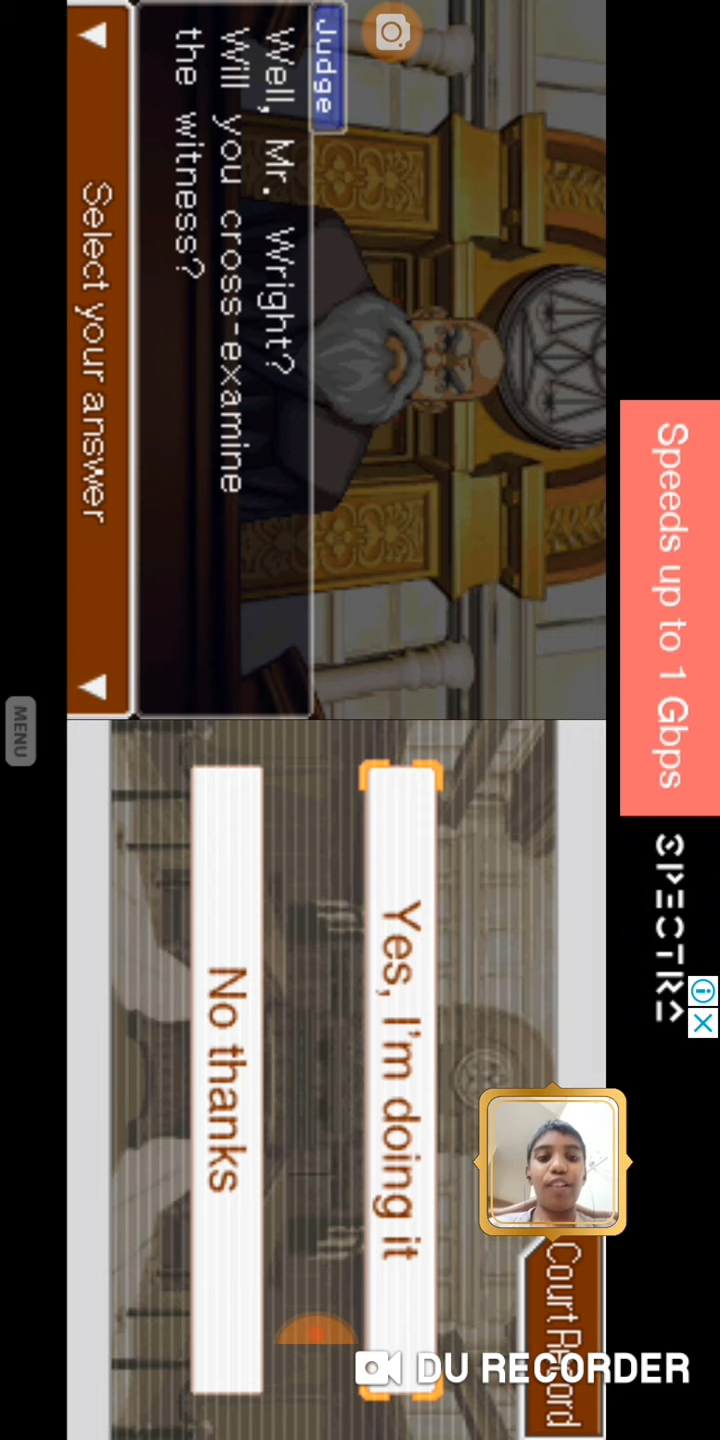 Judge
Well, Mr. Wright?
Will you cross-examine
the witness?
Select your answer
Yes, I'm doing it
No thanks
Court Record
Speeds up to 1 Gbps
SPECTRA
MENU
DU RECORDER